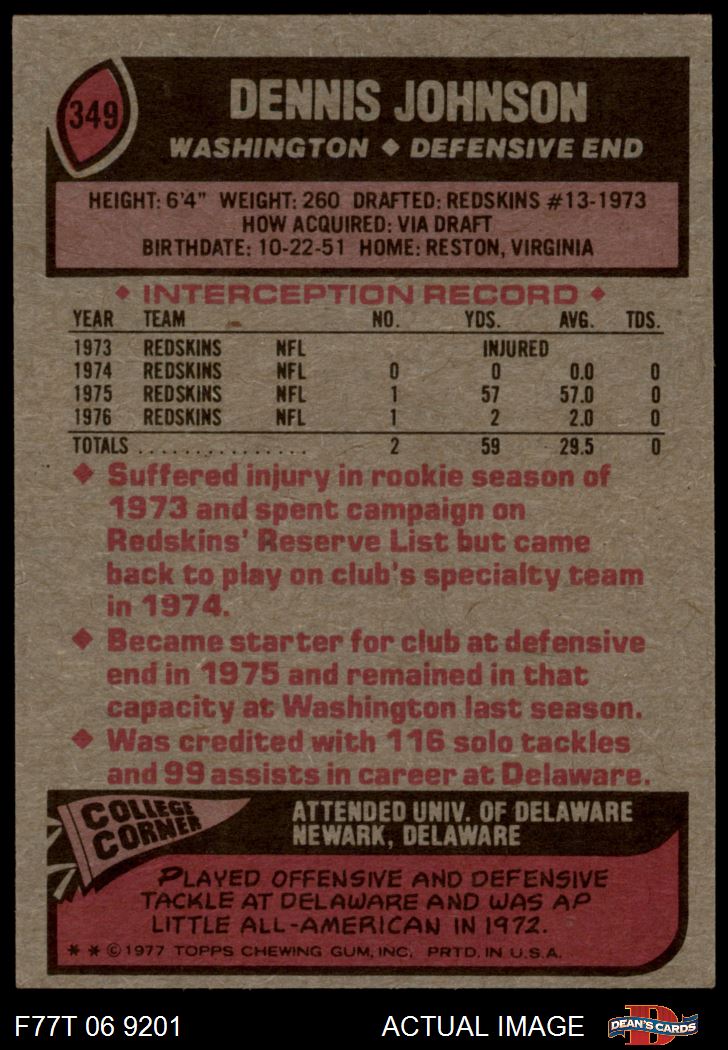 349
DENNIS JOHNSON
WASHINGTON ◆ DEFENSIVE END
HEIGHT: 6'4" WEIGHT: 260 DRAFTED: REDSKINS #13-1973
HOW ACQUIRED: VIA DRAFT
BIRTHDATE: 10-22-51 HOME: RESTON, VIRGINIA
◆ INTERCEPTION RECORD ◆
YEAR TEAM NO. YDS. AVG. TDS.
1973 REDSKINS NFL INJURED
1974 REDSKINS NFL 0 0 0.0 0
1975 REDSKINS NFL 1 57 57.0 0
1976 REDSKINS NFL 1 2 2.0 0
TOTALS ................ 2 59 29.5 0
◆ Suffered injury in rookie season of
1973 and spent campaign on
Redskins' Reserve List but came
back to play on club's specialty team
in 1974.
◆ Became starter for club at defensive
end in 1975 and remained in that
capacity at Washington last season.
◆ Was credited with 116 solo tackles
and 99 assists in career at Delaware.
COLLEGE
CORNER
ATTENDED UNIV. OF DELAWARE
NEWARK, DELAWARE
PLAYED OFFENSIVE AND DEFENSIVE
TACKLE AT DELAWARE AND WAS AP
LITTLE ALL-AMERICAN IN 1972.
* * © 1977 TOPPS CHEWING GUM, INC. PRTD. IN U.S.A.
F77T 06 9201 ACTUAL IMAGE
D
DEAN'S CARDS